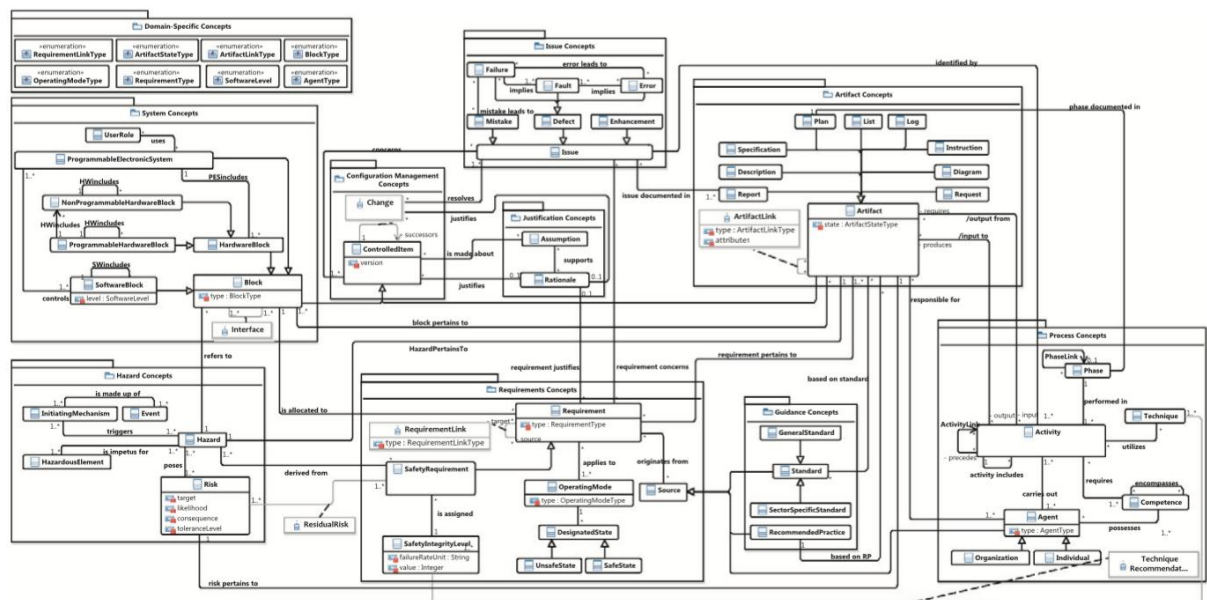 Domain-Specific Concepts
«enumeration»
RequirementLinkType
«enumeration»
ArtifactStateType
«enumeration»
ArtifactLinkType
«enumeration»
BlockType
«enumeration»
OperatingModeType
«enumeration»
RequirementType
«enumeration»
SoftwareLevel
«enumeration»
AgentType
System Concepts
UserRole
uses
ProgrammableElectronicSystem
PESincludes
HWincludes
NonProgrammableHardwareBlock
HWincludes
HWincludes
ProgrammableHardwareBlock
HardwareBlock
SWincludes
SoftwareBlock
level : SoftwareLevel
controls
Block
type : BlockType
Interface
Issue Concepts
error leads to
Failure
Fault
Error
implies
implies
mistake leads to
Mistake
Defect
Enhancement
Issue
concerns
identified by
issue documented in
Configuration Management
Concepts
Change
resolves
justifies
successors
ControlledItem
version
is made about
justifies
Justification Concepts
Assumption
supports
Rationale
0..1
0..1
Artifact Concepts
phase documented in
Plan
List
Log
Specification
Instruction
Description
Diagram
Report
Request
ArtifactLink
type : ArtifactLinkType
attribute1
Artifact
state : ArtifactStateType
- requires
- produces
/output from
/input to
responsible for
block pertains to
HazardPertainsTo
refers to
requirement justifies
requirement concerns
requirement pertains to
based on standard
is allocated to
Hazard Concepts
is made up of
InitiatingMechanism
Event
triggers
Hazard
is impetus for
HazardousElement
poses
Risk
target
likelihood
consequence
toleranceLevel
derived from
ResidualRisk
risk pertains to
Requirements Concepts
RequirementLink
type : RequirementLinkType
target
source
Requirement
type : RequirementType
SafetyRequirement
applies to
originates from
OperatingMode
type : OperatingModeType
Source
is assigned
DesignatedState
SafetyIntegrityLevel
failureRateUnit : String
value : Integer
UnsafeState
SafeState
Guidance Concepts
GeneralStandard
Standard
SectorSpecificStandard
RecommendedPractice
based on RP
Process Concepts
PhaseLink
0..1
Phase
performed in
Technique
- output
- input
ActivityLink
Activity
utilizes
- precedes
activity includes
encompasses
requires
Competence
carries out
Agent
type : AgentType
possesses
Organization
Individual
Technique
Recommendat...